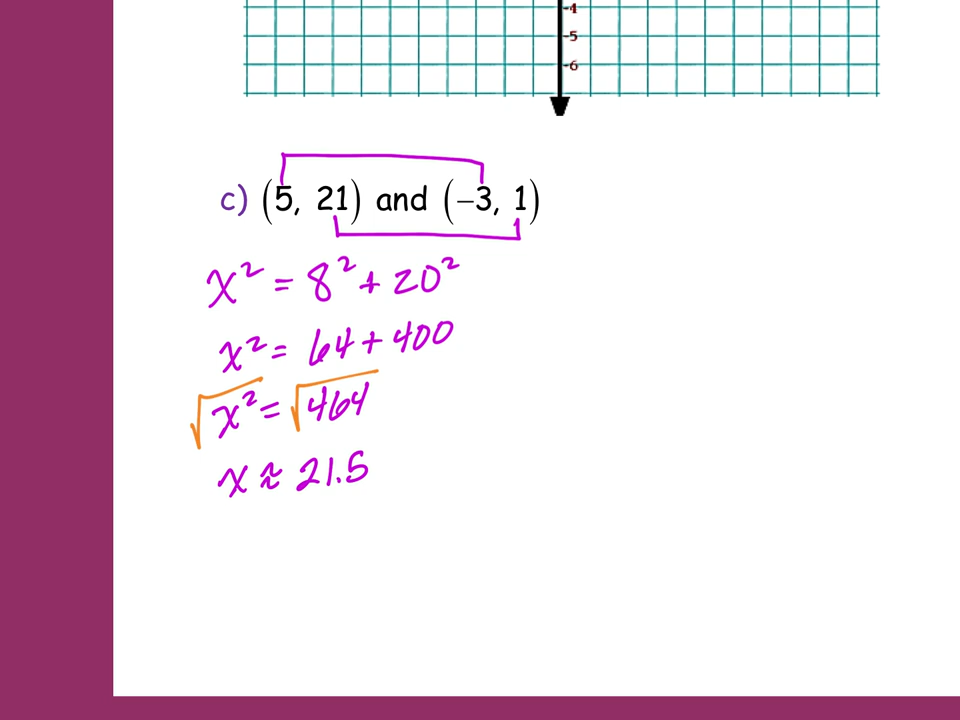 -4
-5
-6
c) (5, 21) and (−3, 1)
x² = 8² + 20²
x² = 64 + 400
√x² = √464
x ≈ 21.5